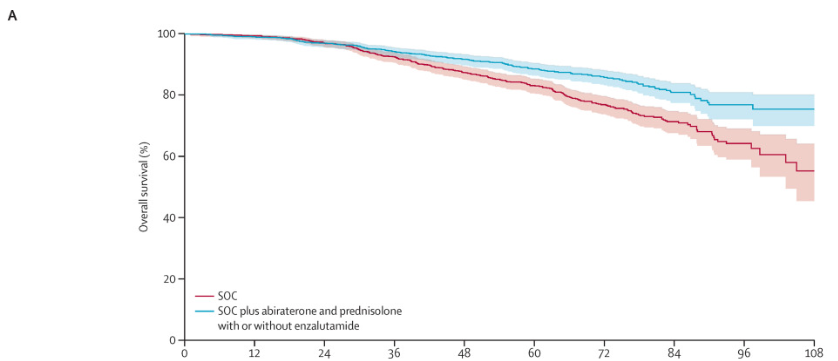 A
100
80
60
40
20
0
Overall survival (%)
SOC
SOC plus abiraterone and prednisolone
with or without enzalutamide
0 12 24 36 48 60 72 84 96 108